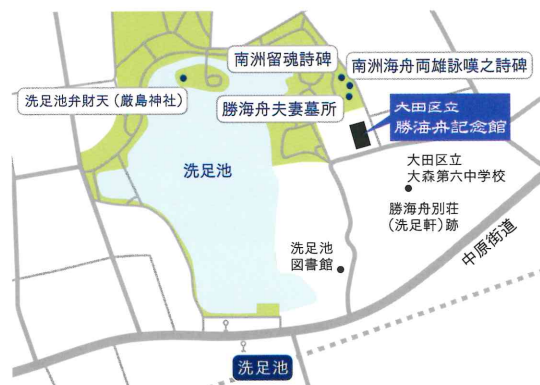 南洲留魂詩碑
南洲海舟両雄詠嘆之詩碑
洗足池弁財天(厳島神社)
勝海舟夫妻墓所
大田区立
勝海舟記念館
洗足池
大田区立
大森第六中学校
勝海舟別荘
(洗足軒)跡
中原街道
洗足池
図書館
洗足池